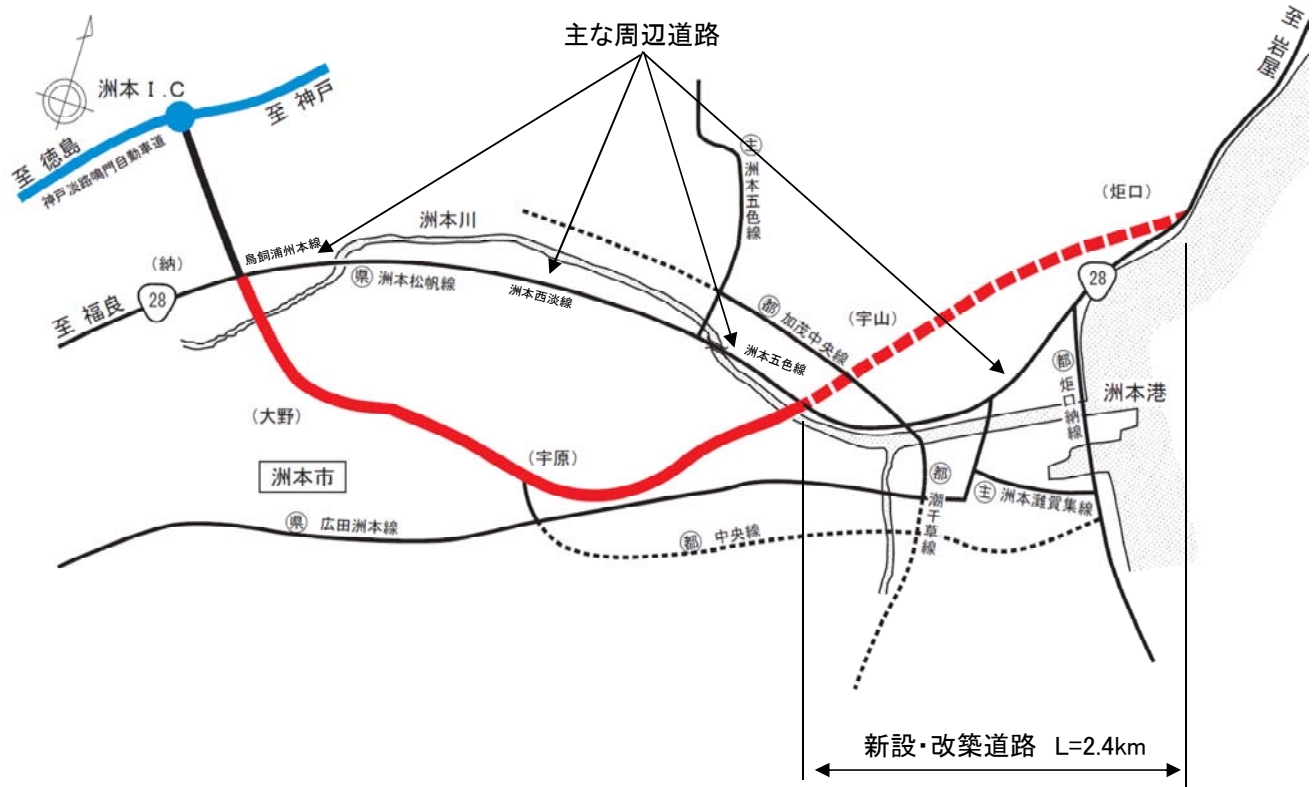 主な周辺道路
至 岩屋
洲本 I.C
至 神戸
至 徳島
神戸淡路鳴門自動車道
㊟洲本五色線
(炬口)
洲本川
鳥飼浦州本線
(納)
28
至 福良
県 洲本松帆線
洲本西淡線
都 加茂中央線
(宇山)
28
洲本五色線
都 炬口納線
洲本港
(大野)
(宇原)
洲本市
都 潮千草線
主 洲本灘賀集線
県 広田洲本線
都 中央線
新設・改築道路 L=2.4km